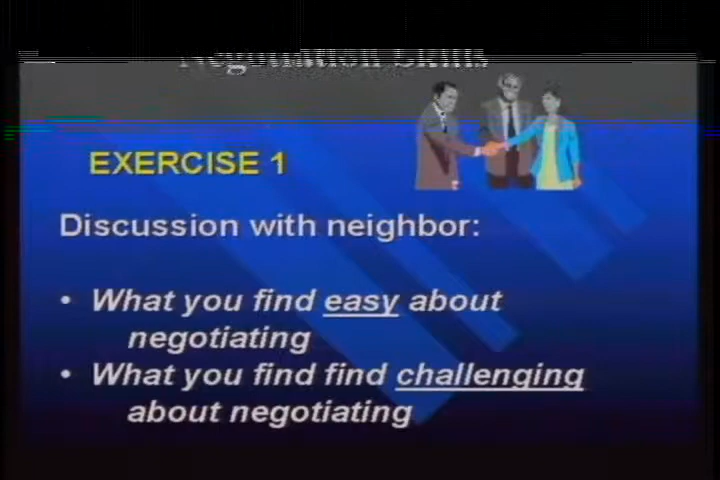 Negotiation Skills
EXERCISE 1
Discussion with neighbor:
• What you find easy about
negotiating
• What you find find challenging
about negotiating